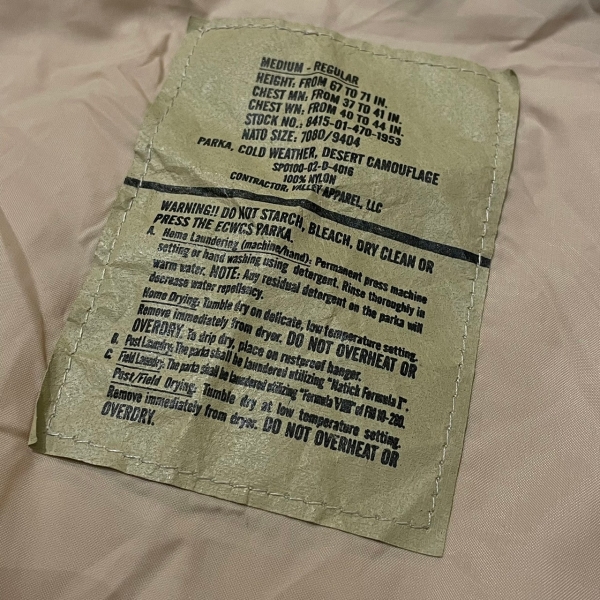 MEDIUM - REGULAR
HEIGHT: FROM 67 TO 71 IN.
CHEST MN: FROM 37 TO 41 IN.
CHEST WN: FROM 40 TO 44 IN.
STOCK NO.: 8415-01-470-1953
NATO SIZE: 7080/9404
PARKA, COLD WEATHER, DESERT CAMOUFLAGE
SPO100-02-D-4016
100% NYLON
CONTRACTOR, VALLEY APPAREL, LLC
WARNING!! DO NOT STARCH, BLEACH, DRY CLEAN OR
PRESS THE ECWCS PARKA
A. Home Laundering (machine/hand): Permanent press machine
setting or hand washing using detergent. Rinse thoroughly in
warm water. NOTE: Any residual detergent on the parka will
decrease water repellency.
Home Drying: Tumble dry on delicate, low temperature setting.
Remove immediately from dryer. DO NOT OVERHEAT OR
OVERDRY. To drip dry, place on rustproof hanger.
B. Post Laundry: The parka shall be laundered utilizing "Natick Formula I".
C. Field Laundry: The parka shall be laundered utilizing "Formula VIII" of FM 10-280.
Post/Field Drying: Tumble dry at low temperature setting.
Remove immediately from dryer. DO NOT OVERHEAT OR
OVERDRY.